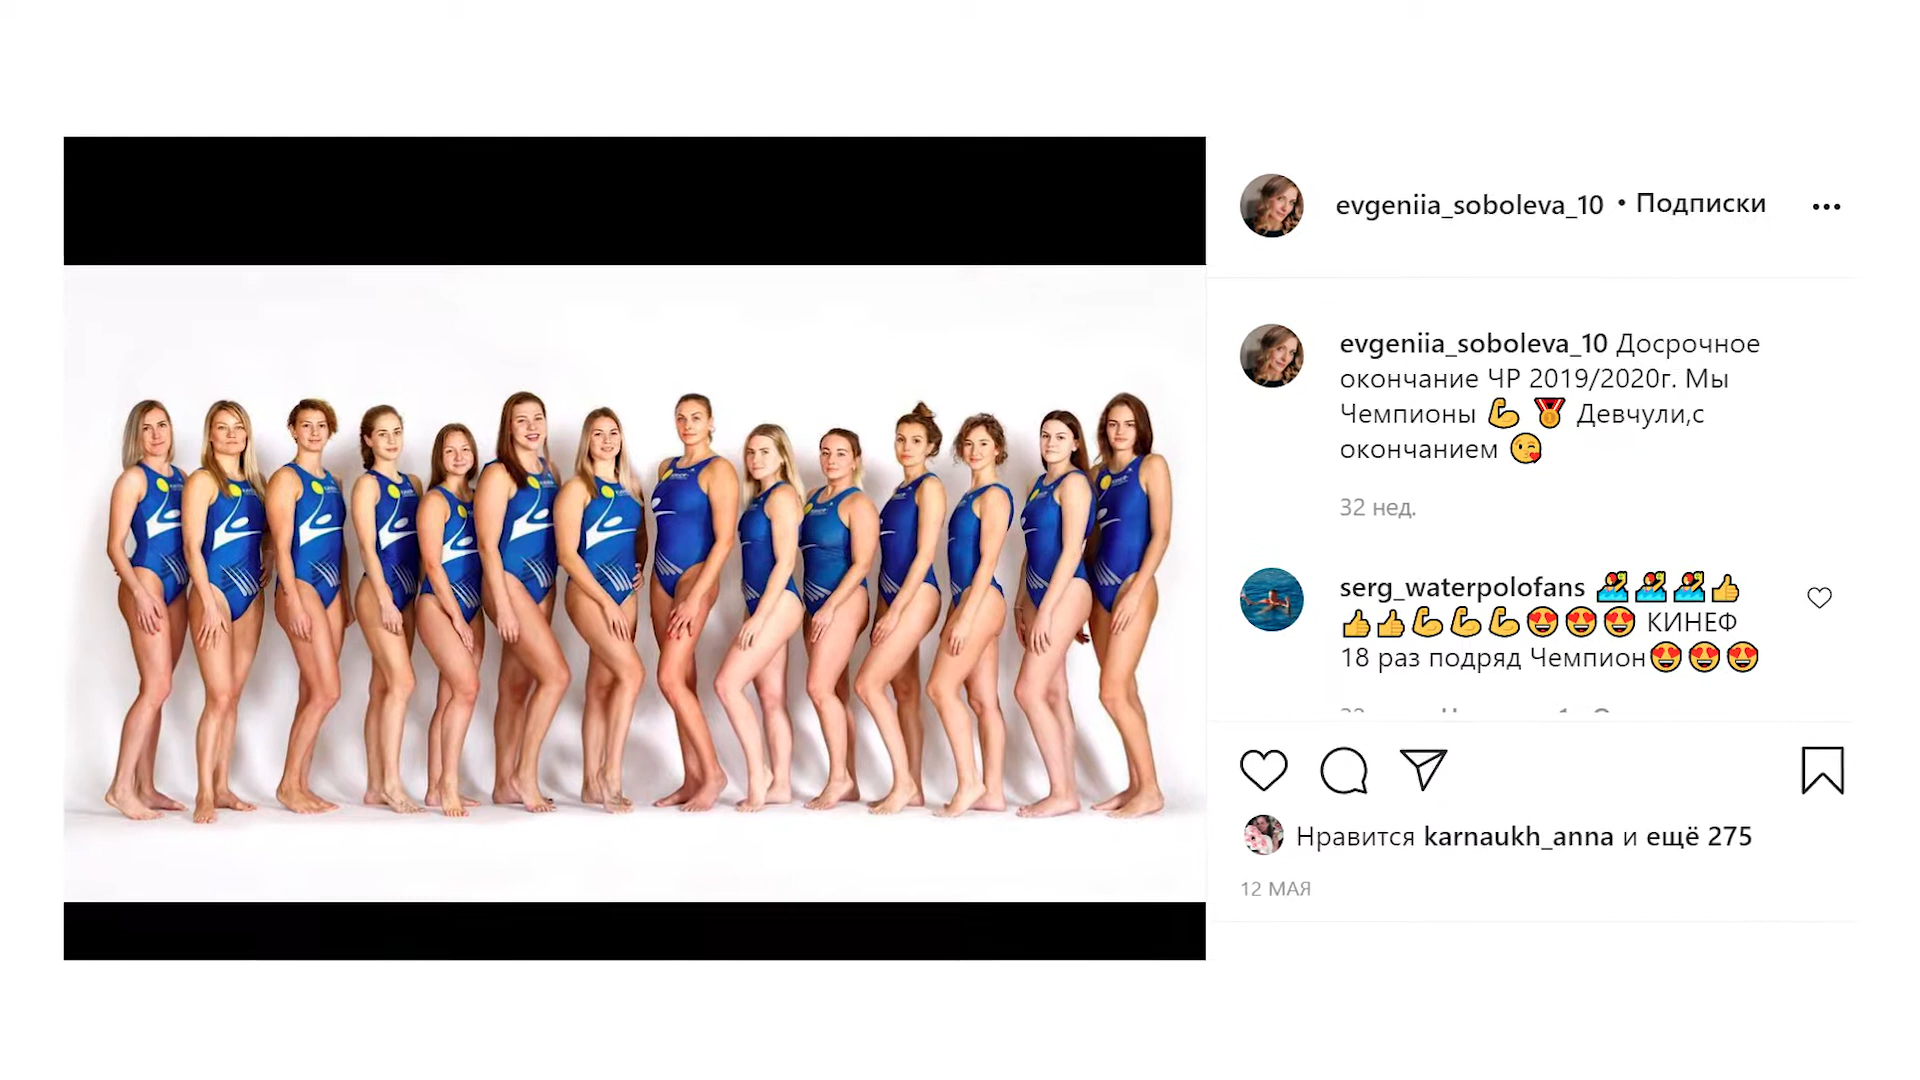 evgeniia_soboleva_10 • Подписки
evgeniia_soboleva_10 Досрочное
окончание ЧР 2019/2020г. Мы
Чемпионы 💪 🏅 Девчули,с
окончанием 😘
32 нед.
serg_waterpolofans 🤽🤽🤽👍
👍👍💪💪💪😍😍😍 КИНЕФ
18 раз подряд Чемпион😍😍😍
Нравится karnaukh_anna и ещё 275
12 МАЯ